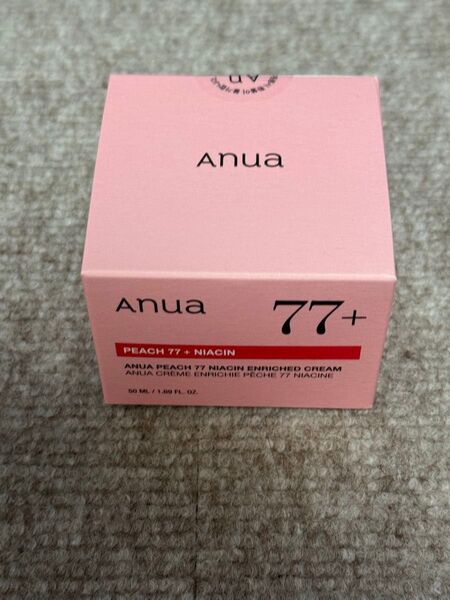 Anua
Anua
77+
PEACH 77 + NIACIN
ANUA PEACH 77 NIACIN ENRICHED CREAM
ANUA CRÈME ENRICHIE PÊCHE 77 NIACINE
50 ML / 1.69 FL. OZ.